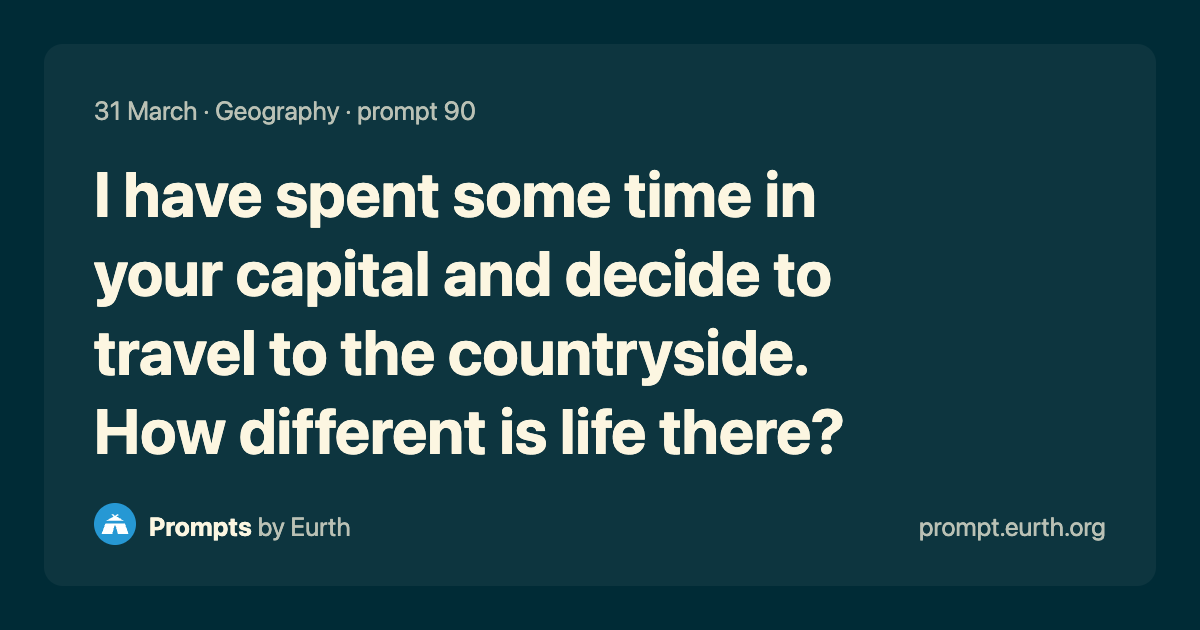 31 March · Geography · prompt 90
I have spent some time in
your capital and decide to
travel to the countryside.
How different is life there?
Prompts by Eurth
prompt.eurth.org